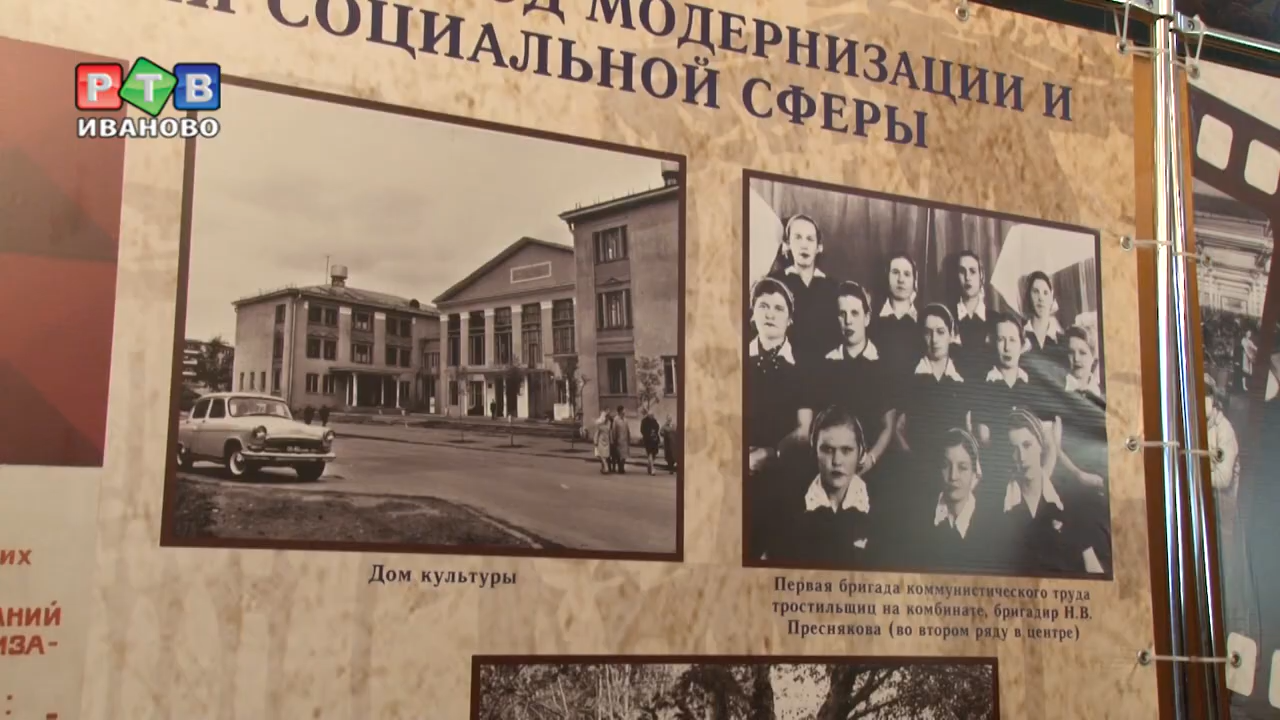 ОД МОДЕРНИЗАЦИИ И
СОЦИАЛЬНОЙ СФЕРЫ
РТВ
ИВАНОВО
Дом культуры
Первая бригада коммунистического труда
тростильщиц на комбинате, бригадир Н.В.
Преснякова (во втором ряду в центре)
их
АНИЙ
ИЗА-
: